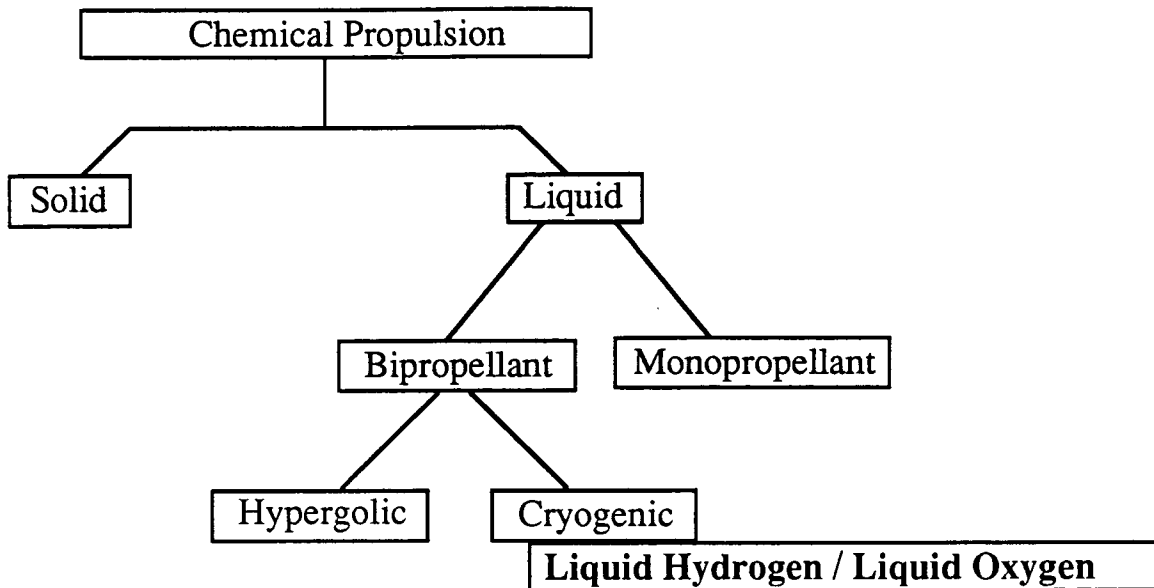 Chemical Propulsion
Solid
Liquid
Bipropellant
Monopropellant
Hypergolic
Cryogenic
Liquid Hydrogen / Liquid Oxygen